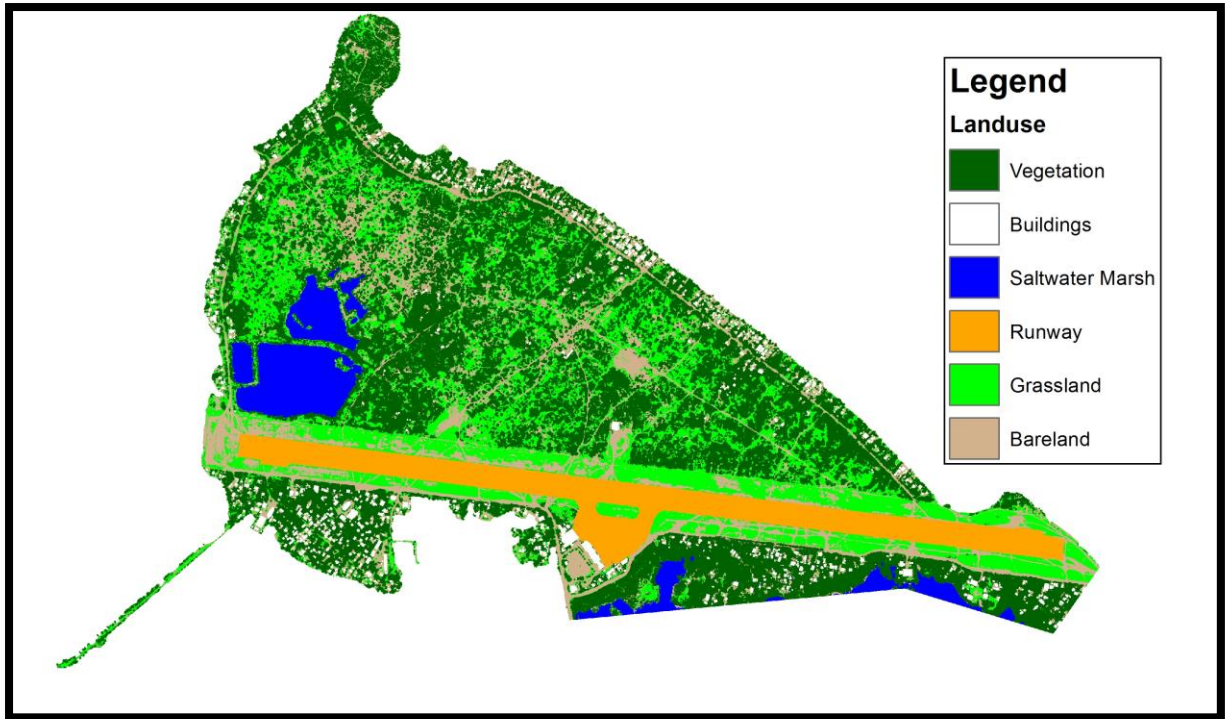 Legend
Landuse
Vegetation
Buildings
Saltwater Marsh
Runway
Grassland
Bareland